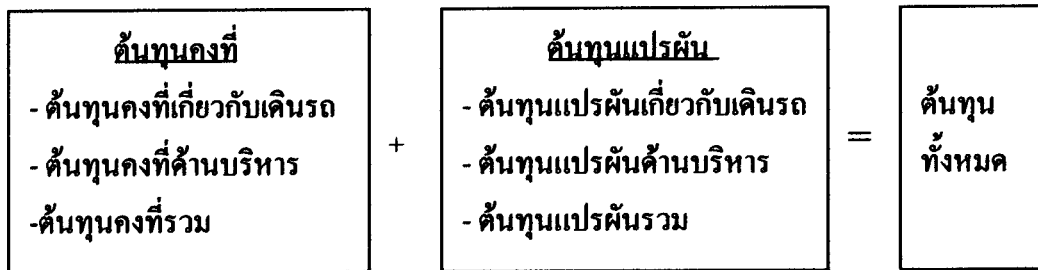 ต้นทุนคงที่
- ต้นทุนคงที่เกี่ยวกับเดินรถ
- ต้นทุนคงที่ด้านบริหาร
-ต้นทุนคงที่รวม
+
ต้นทุนแปรผัน
- ต้นทุนแปรผันเกี่ยวกับเดินรถ
- ต้นทุนแปรผันด้านบริหาร
- ต้นทุนแปรผันรวม
=
ต้นทุน
ทั้งหมด